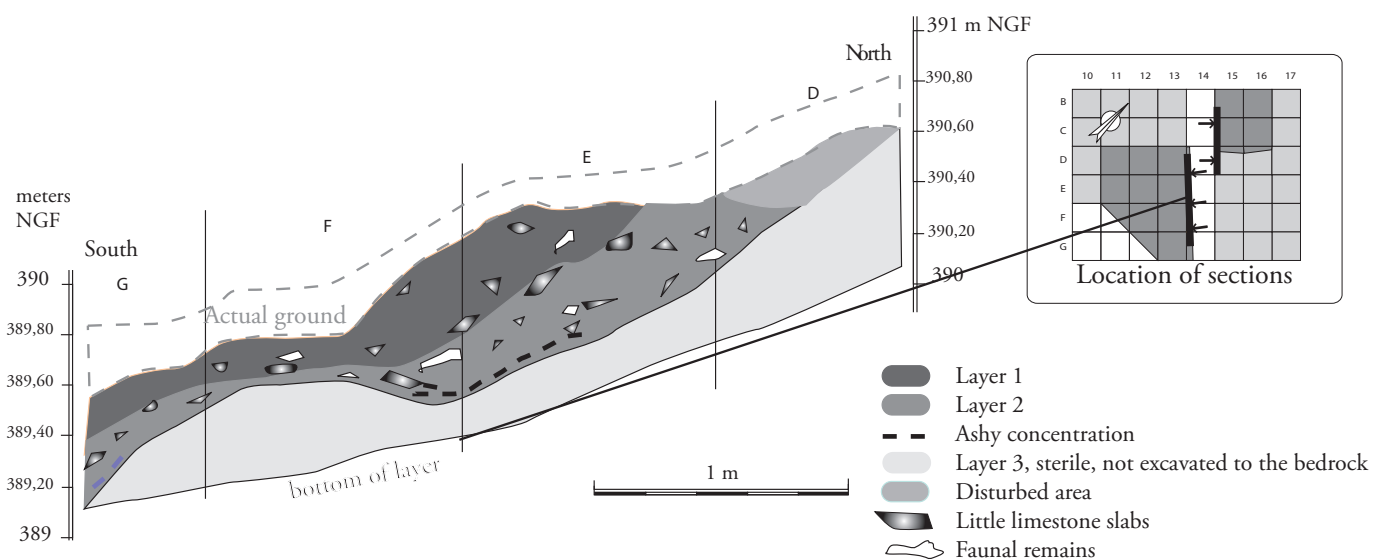 391 m NGF
North
390,80
D
390,60
E
390,40
meters
NGF
F
390,20
South
390
G
390
Actual ground
389,80
389,60
389,40
389,20
389
bottom of layer
1 m
10 11 12 13 14 15 16 17
B
C
D
E
F
G
Location of sections
Layer 1
Layer 2
Ashy concentration
Layer 3, sterile, not excavated to the bedrock
Disturbed area
Little limestone slabs
Faunal remains